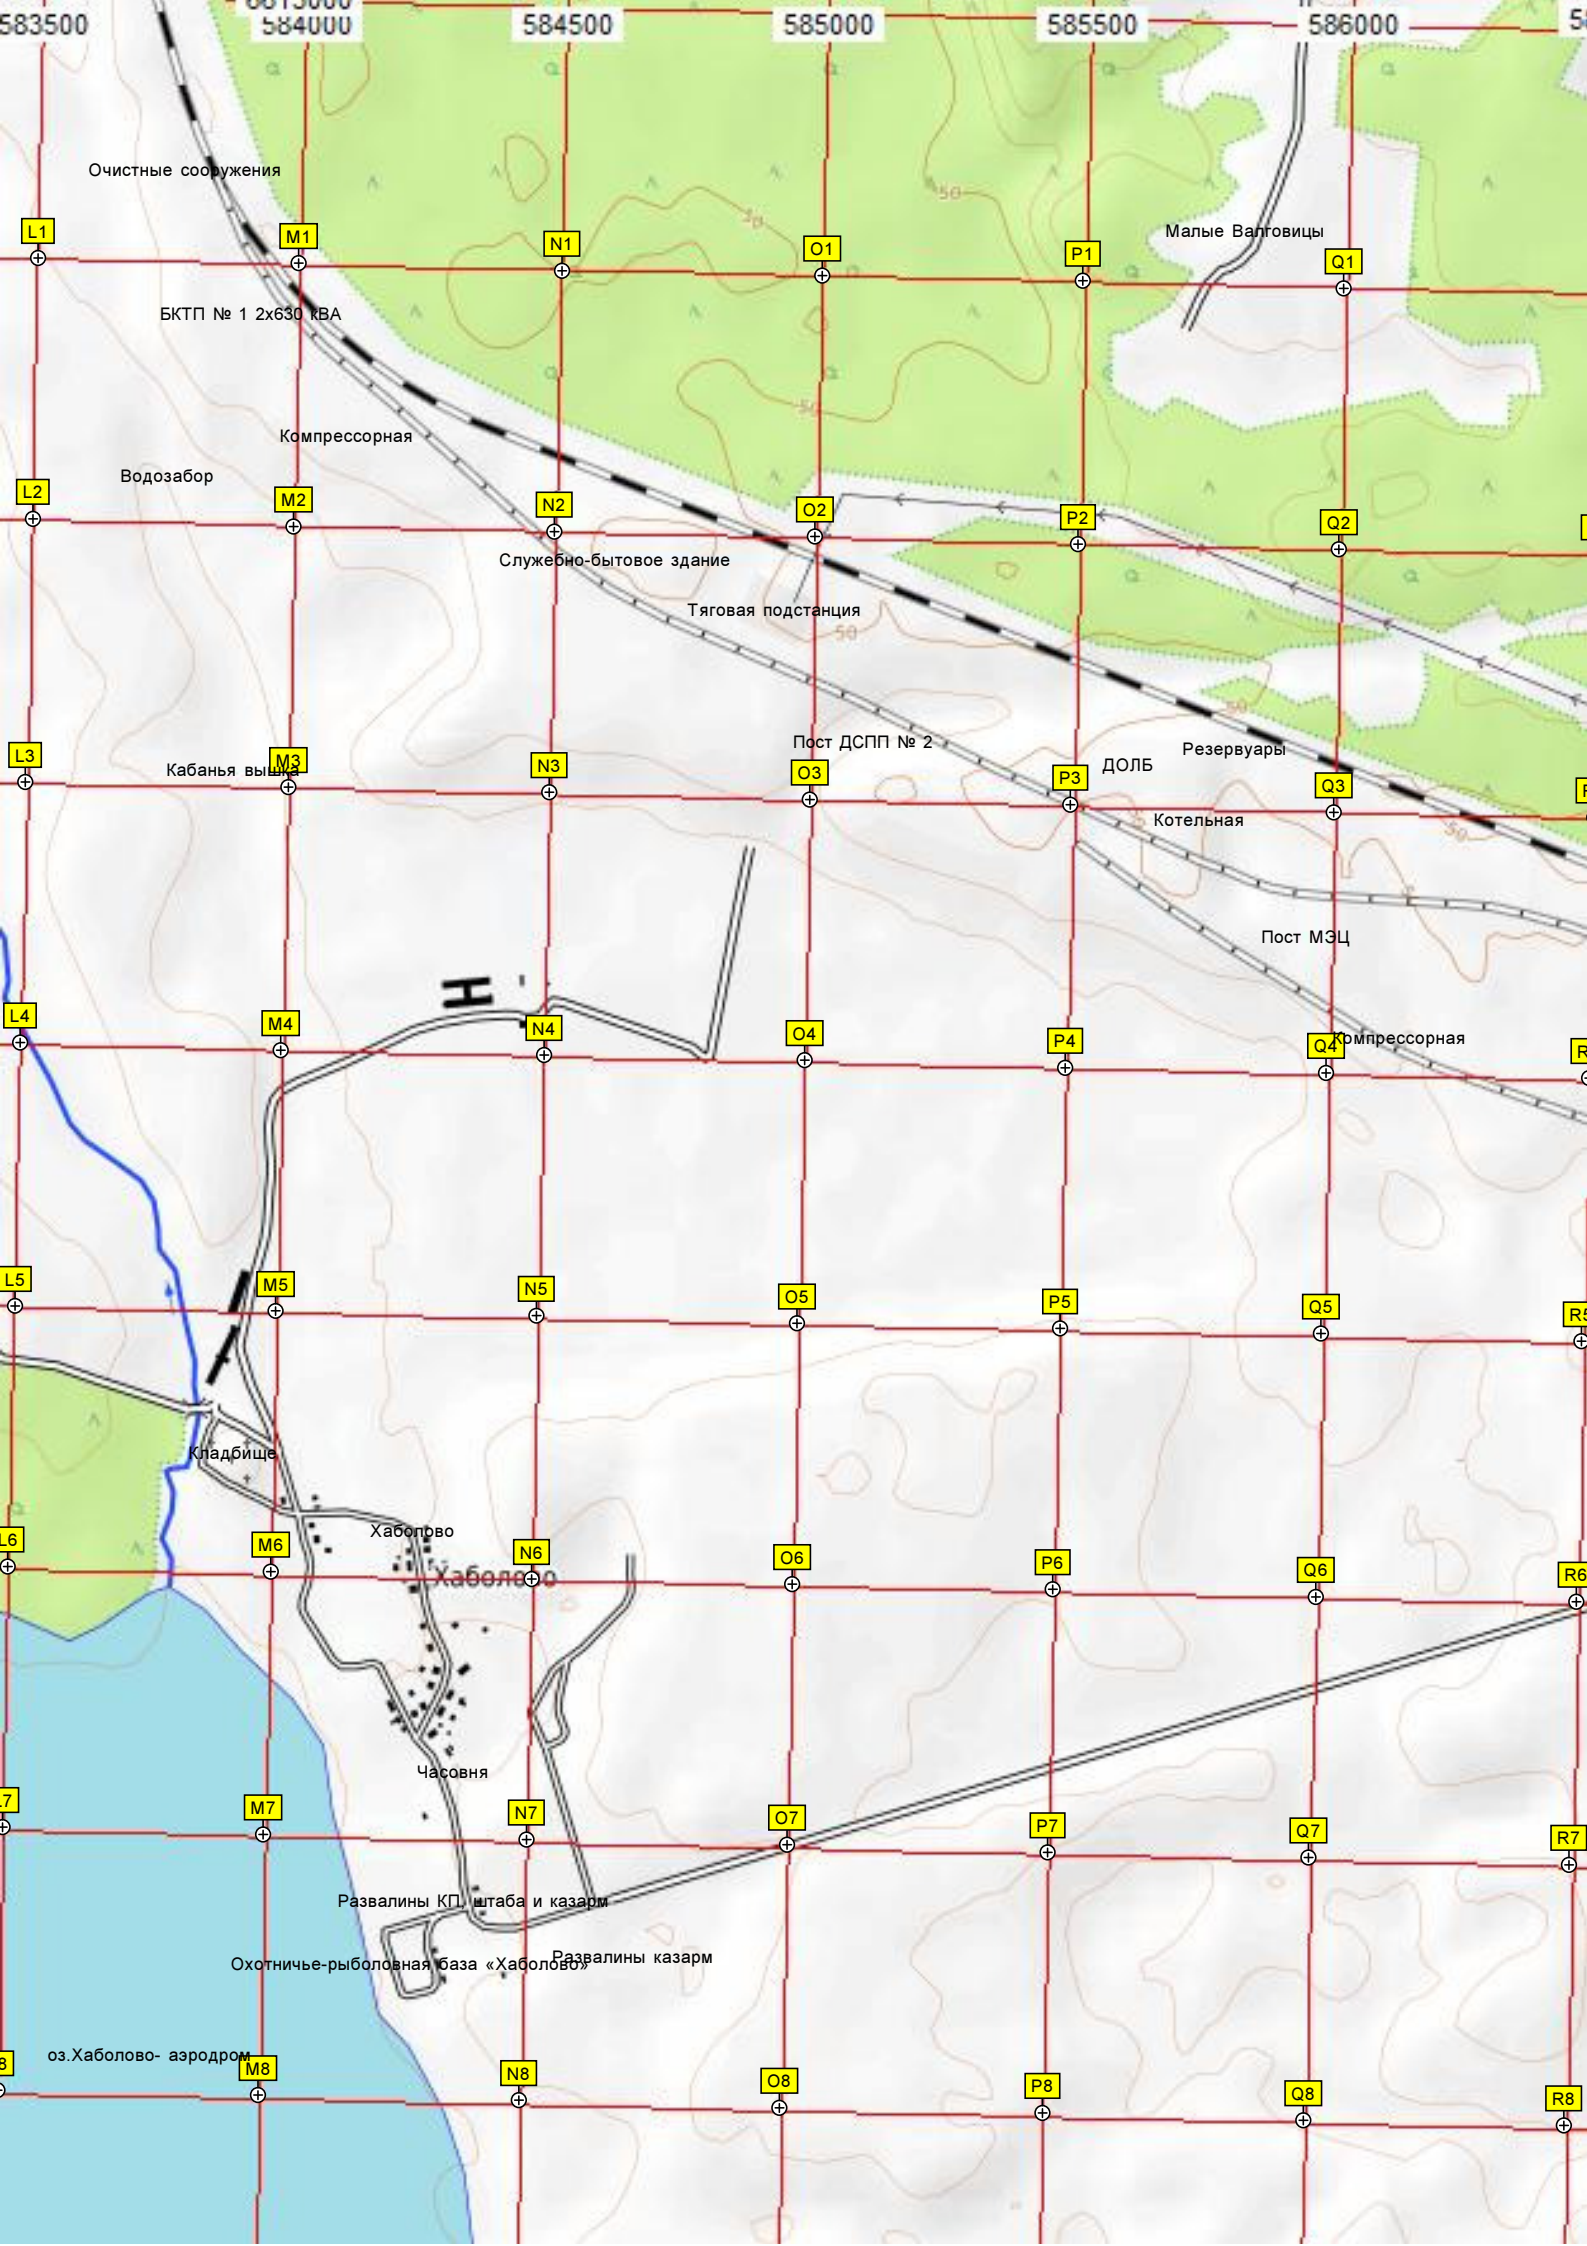 6615000
583500 584000 584500 585000 585500 586000
Очистные сооружения
Малые Валговицы
L1 M1 N1 O1 P1 Q1
50
50
БКТП № 1 2x630 kВА
50
Компрессорная
Водозабор
L2 M2 N2 O2 P2 Q2
Служебно-бытовое здание
Тяговая подстанция
50
50
Пост ДСПП № 2
Резервуары
ДОЛБ
Кабанья вышка
L3 M3 N3 O3 P3 Q3
Котельная
50
Пост МЭЦ
Н
L4 M4 N4 O4 P4 Q4 R
Компрессорная
L5 M5 N5 O5 P5 Q5 R5
Кладбище
Хаболово
L6 M6 N6 O6 P6 Q6 R6
Хаболово
Часовня
L7 M7 N7 O7 P7 Q7 R7
Развалины КП, штаба и казарм
Развалины казарм
Охотничье-рыболовная база «Хаболово»
оз.Хаболово- аэродром
8 M8 N8 O8 P8 Q8 R8